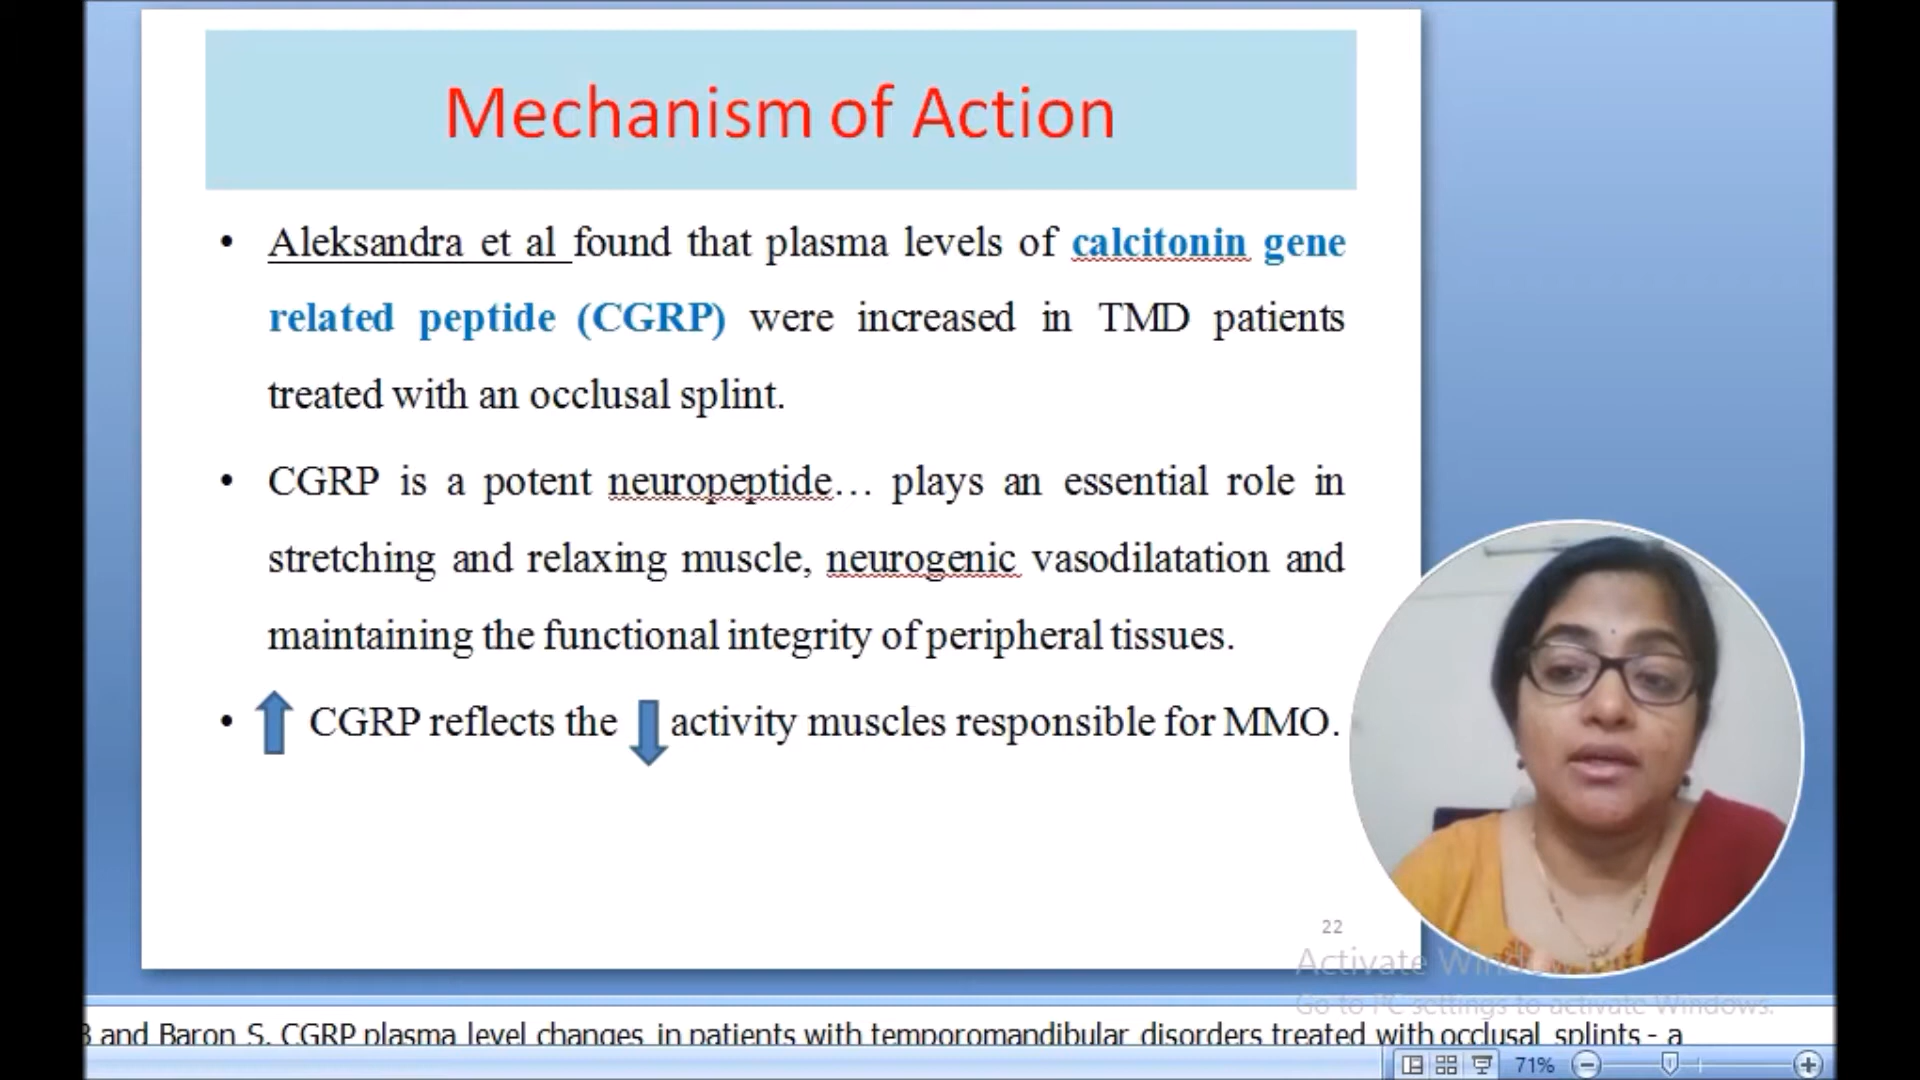 Mechanism of Action
• Aleksandra et al found that plasma levels of calcitonin gene
related peptide (CGRP) were increased in TMD patients
treated with an occlusal splint.
• CGRP is a potent neuropeptide… plays an essential role in
stretching and relaxing muscle, neurogenic vasodilatation and
maintaining the functional integrity of peripheral tissues.
• CGRP reflects the activity muscles responsible for MMO.
22
Activate Windows
Go to PC settings to activate Windows.
and Baron S. CGRP plasma level changes in patients with temporomandibular disorders treated with occlusal splints - a
71%